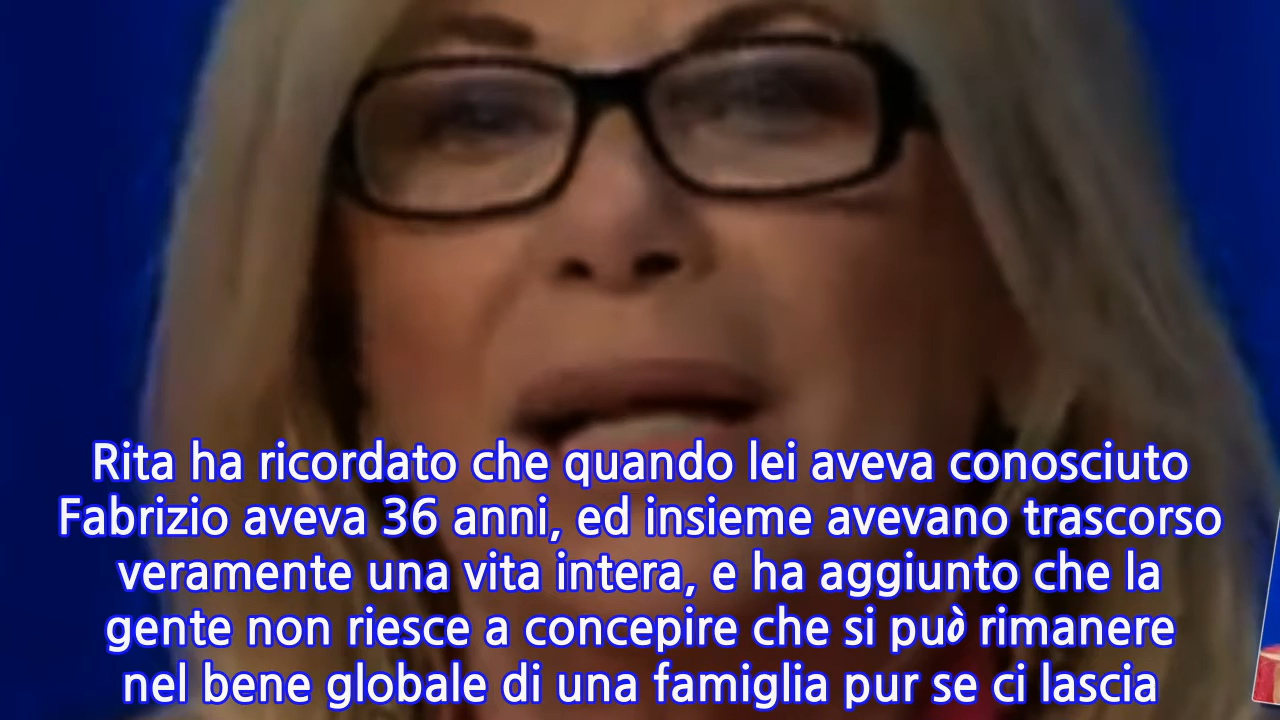 Rita ha ricordato che quando lei aveva conosciuto
Fabrizio aveva 36 anni, ed insieme avevano trascorso
veramente una vita intera, e ha aggiunto che la
gente non riesce a concepire che si può rimanere
nel bene globale di una famiglia pur se ci lascia